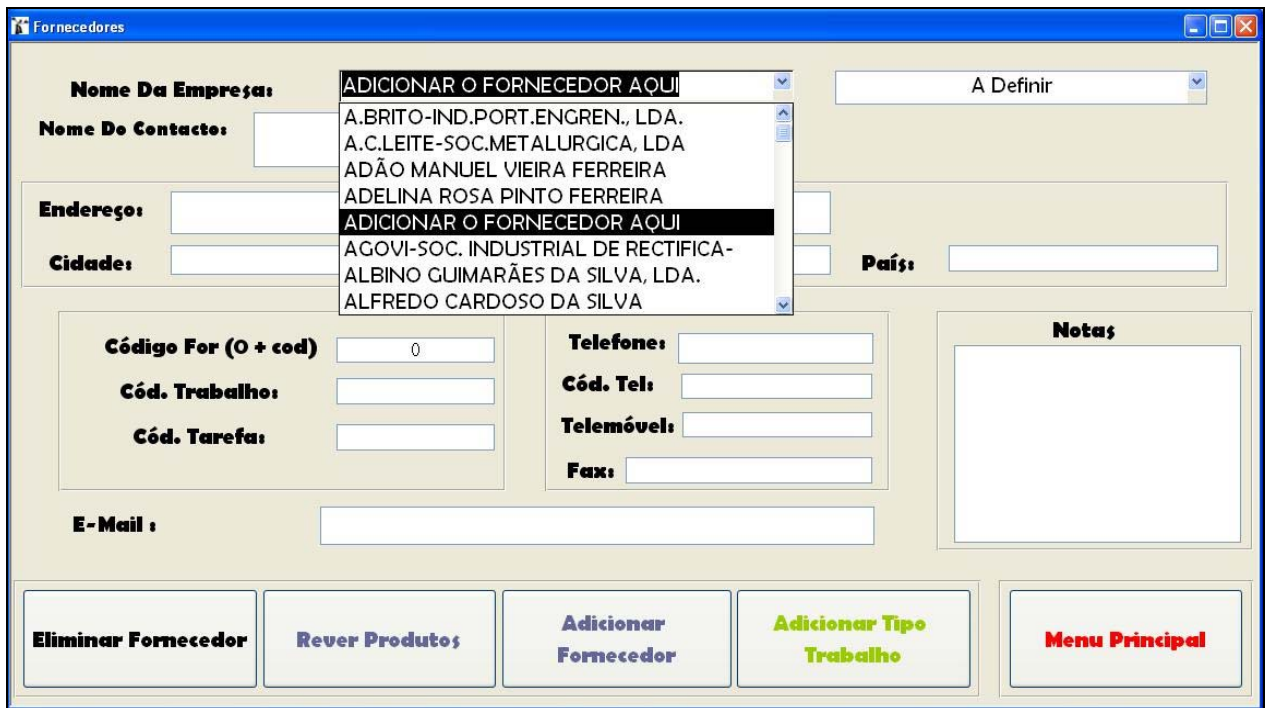 Fornecedores
Nome Da Empresa:
ADICIONAR O FORNECEDOR AQUI
A Definir
Nome Do Contacto:
A.BRITO-IND.PORT.ENGREN., LDA.
A.C.LEITE-SOC.METALURGICA, LDA
ADÃO MANUEL VIEIRA FERREIRA
ADELINA ROSA PINTO FERREIRA
ADICIONAR O FORNECEDOR AQUI
AGOVI-SOC. INDUSTRIAL DE RECTIFICA-
ALBINO GUIMARÃES DA SILVA, LDA.
ALFREDO CARDOSO DA SILVA
Endereço:
Cidade:
País:
Código For (0 + cod)
0
Cód. Trabalho:
Cód. Tarefa:
Telefone:
Cód. Tel:
Telemóvel:
Fax:
Notas
E-Mail :
Eliminar Fornecedor
Rever Produtos
Adicionar
Fornecedor
Adicionar Tipo
Trabalho
Menu Principal